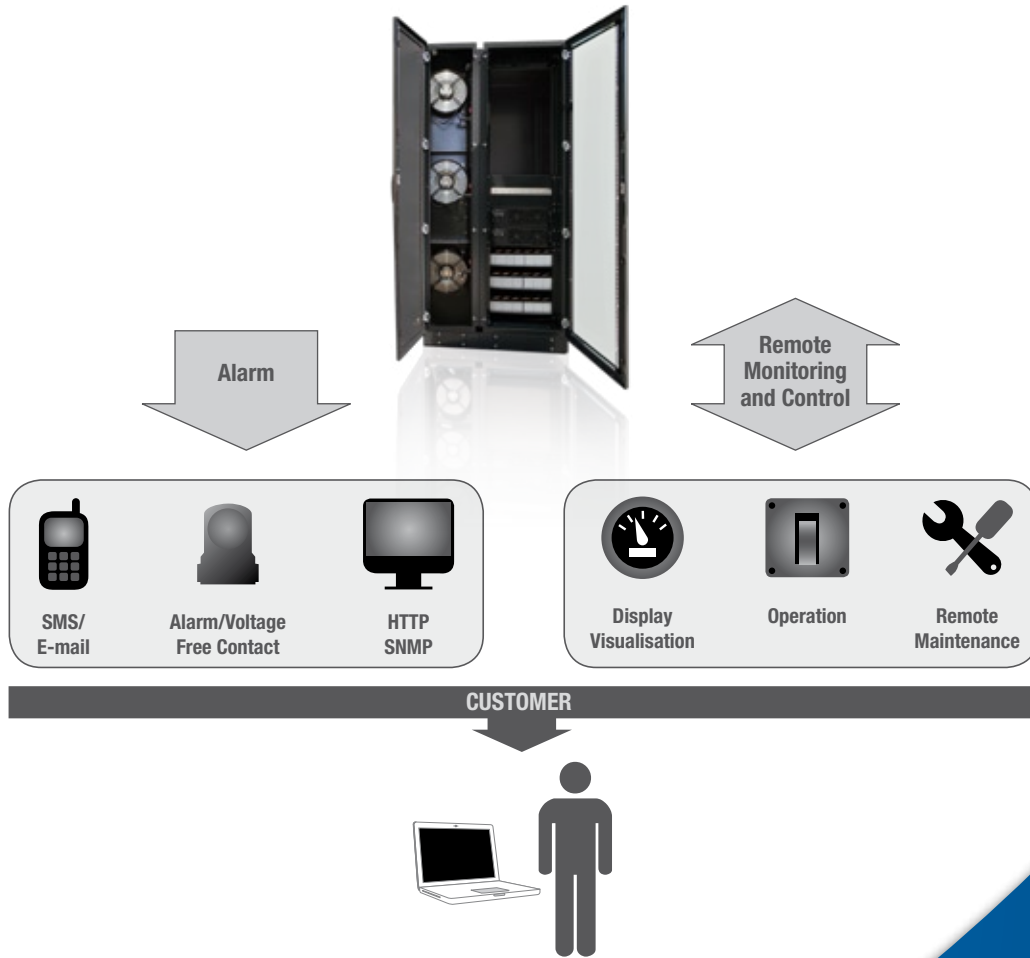 Alarm
Remote
Monitoring
and Control
SMS/
E-mail
Alarm/Voltage
Free Contact
HTTP
SNMP
Display
Visualisation
Operation
Remote
Maintenance
CUSTOMER